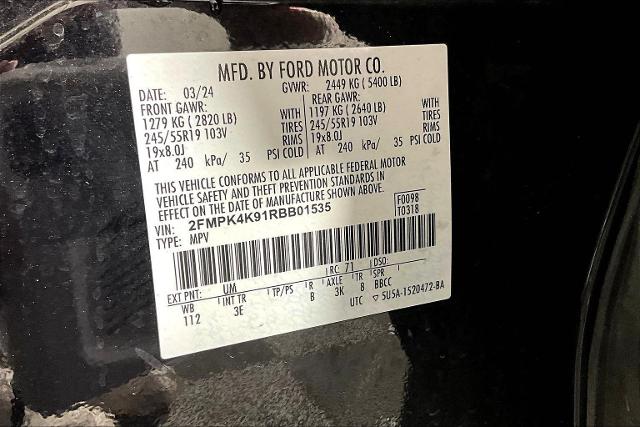 MFD. BY FORD MOTOR CO.
DATE: 03/24 GVWR: 2449 KG ( 5400 LB)
FRONT GAWR: REAR GAWR:
1279 KG ( 2820 LB) WITH 1197 KG ( 2640 LB) WITH
245/55R19 103V TIRES 245/55R19 103V TIRES
19x8.0J RIMS 19x8.0J RIMS
AT 240 kPa/ 35 PSI COLD AT 240 kPa/ 35 PSI COLD
THIS VEHICLE CONFORMS TO ALL APPLICABLE FEDERAL MOTOR
VEHICLE SAFETY AND THEFT PREVENTION STANDARDS IN
EFFECT ON THE DATE OF MANUFACTURE SHOWN ABOVE.
VIN: 2FMPK4K91RBB01535 F0098
TYPE: MPV T0318
EXT PNT: UM RC: 71 DSO:
WB INT TR TP/PS R AXLE TR SPR
112 3E B 3K 8 BBCC
UTC ▽ 5U5A-1520472-BA